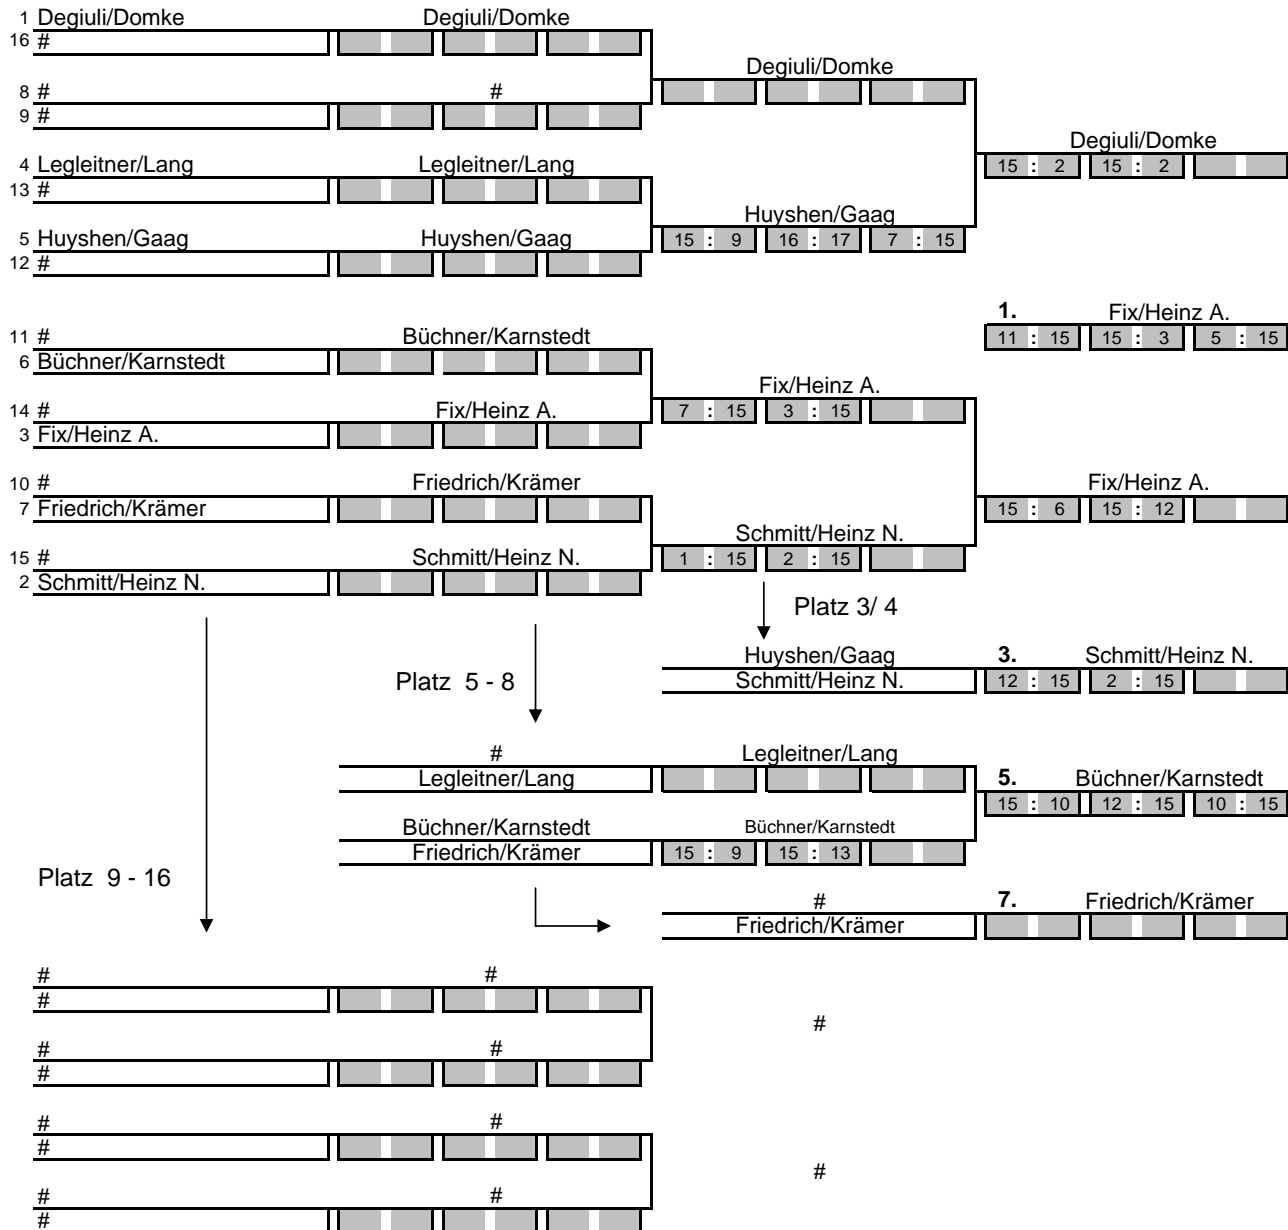 1 Degiuli/Domke Degiuli/Domke
16 #
Degiuli/Domke
8 # #
9 #
Degiuli/Domke
4 Legleitner/Lang Legleitner/Lang 15 : 2 15 : 2
13 #
Huyshen/Gaag
5 Huyshen/Gaag Huyshen/Gaag 15 : 9 16 : 17 7 : 15
12 #
1. Fix/Heinz A.
11 # Büchner/Karnstedt 11 : 15 15 : 3 5 : 15
6 Büchner/Karnstedt
Fix/Heinz A.
14 # Fix/Heinz A. 7 : 15 3 : 15
3 Fix/Heinz A.
10 # Friedrich/Krämer Fix/Heinz A.
7 Friedrich/Krämer 15 : 6 15 : 12
Schmitt/Heinz N.
15 # Schmitt/Heinz N. 1 : 15 2 : 15
2 Schmitt/Heinz N.
Platz 3/ 4
Huyshen/Gaag 3. Schmitt/Heinz N.
Platz 5 - 8 Schmitt/Heinz N. 12 : 15 2 : 15
# Legleitner/Lang
Legleitner/Lang 5. Büchner/Karnstedt
15 : 10 12 : 15 10 : 15
Büchner/Karnstedt Büchner/Karnstedt
Friedrich/Krämer 15 : 9 15 : 13
Platz 9 - 16
# 7. Friedrich/Krämer
Friedrich/Krämer
# #
#
#
# #
#
# #
#
#
# #
#